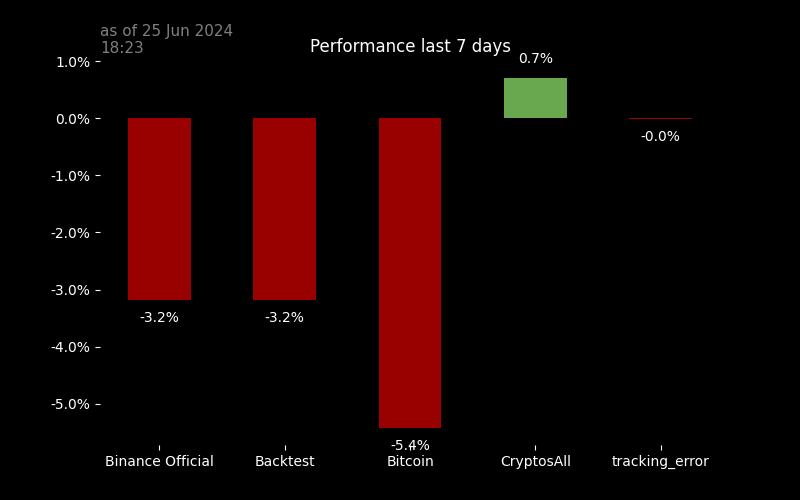 as of 25 Jun 2024
18:23
Performance last 7 days
1.0%
0.0%
-1.0%
-2.0%
-3.0%
-4.0%
-5.0%
-3.2%
-3.2%
-5.4%
0.7%
-0.0%
Binance Official
Backtest
Bitcoin
CryptosAll
tracking_error